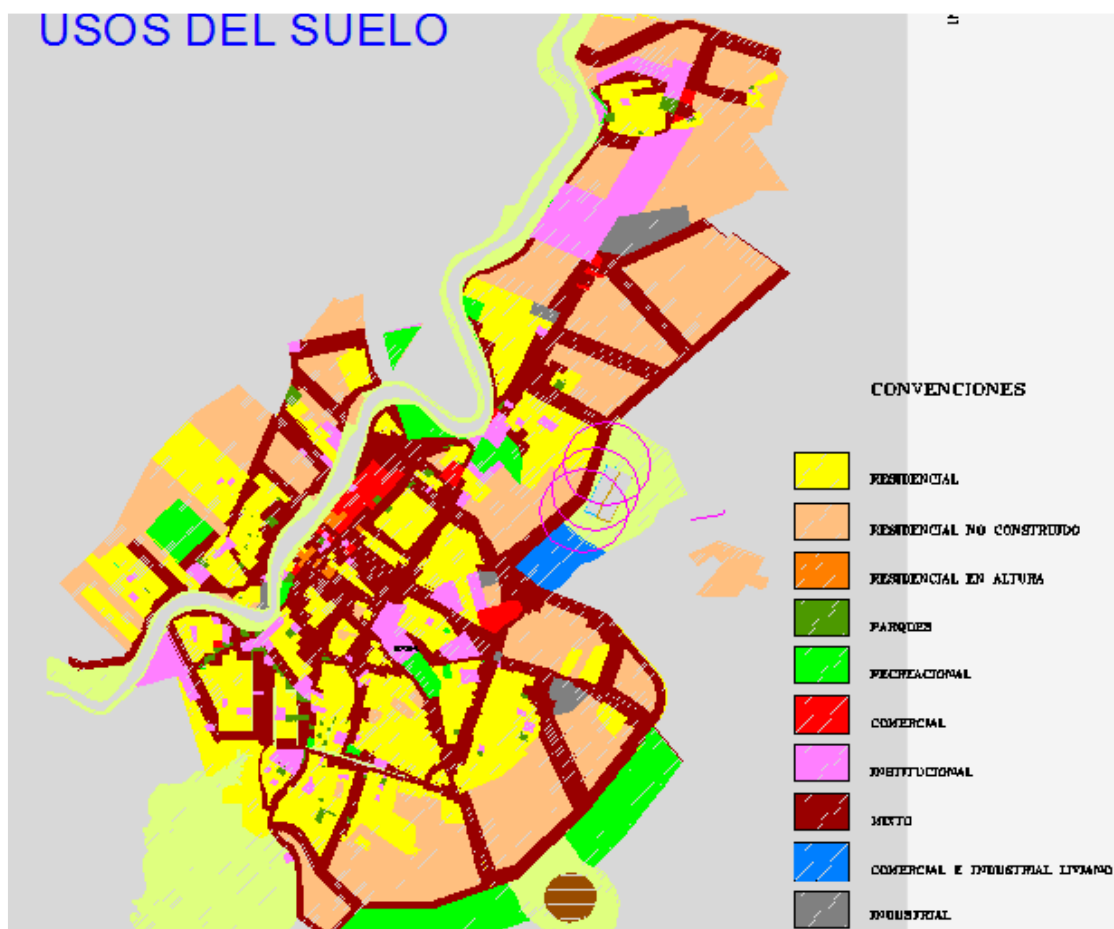 USOS DEL SUELO
CONVENCIONES
RESIDENCIAL
RESIDENCIAL NO CONSTRUIDO
RESIDENCIAL EN ALTURA
PARQUES
RECREACIONAL
COMERCIAL
INSTITUCIONAL
MIXTO
COMERCIAL E INDUSTRIAL LIVIANO
INDUSTRIAL